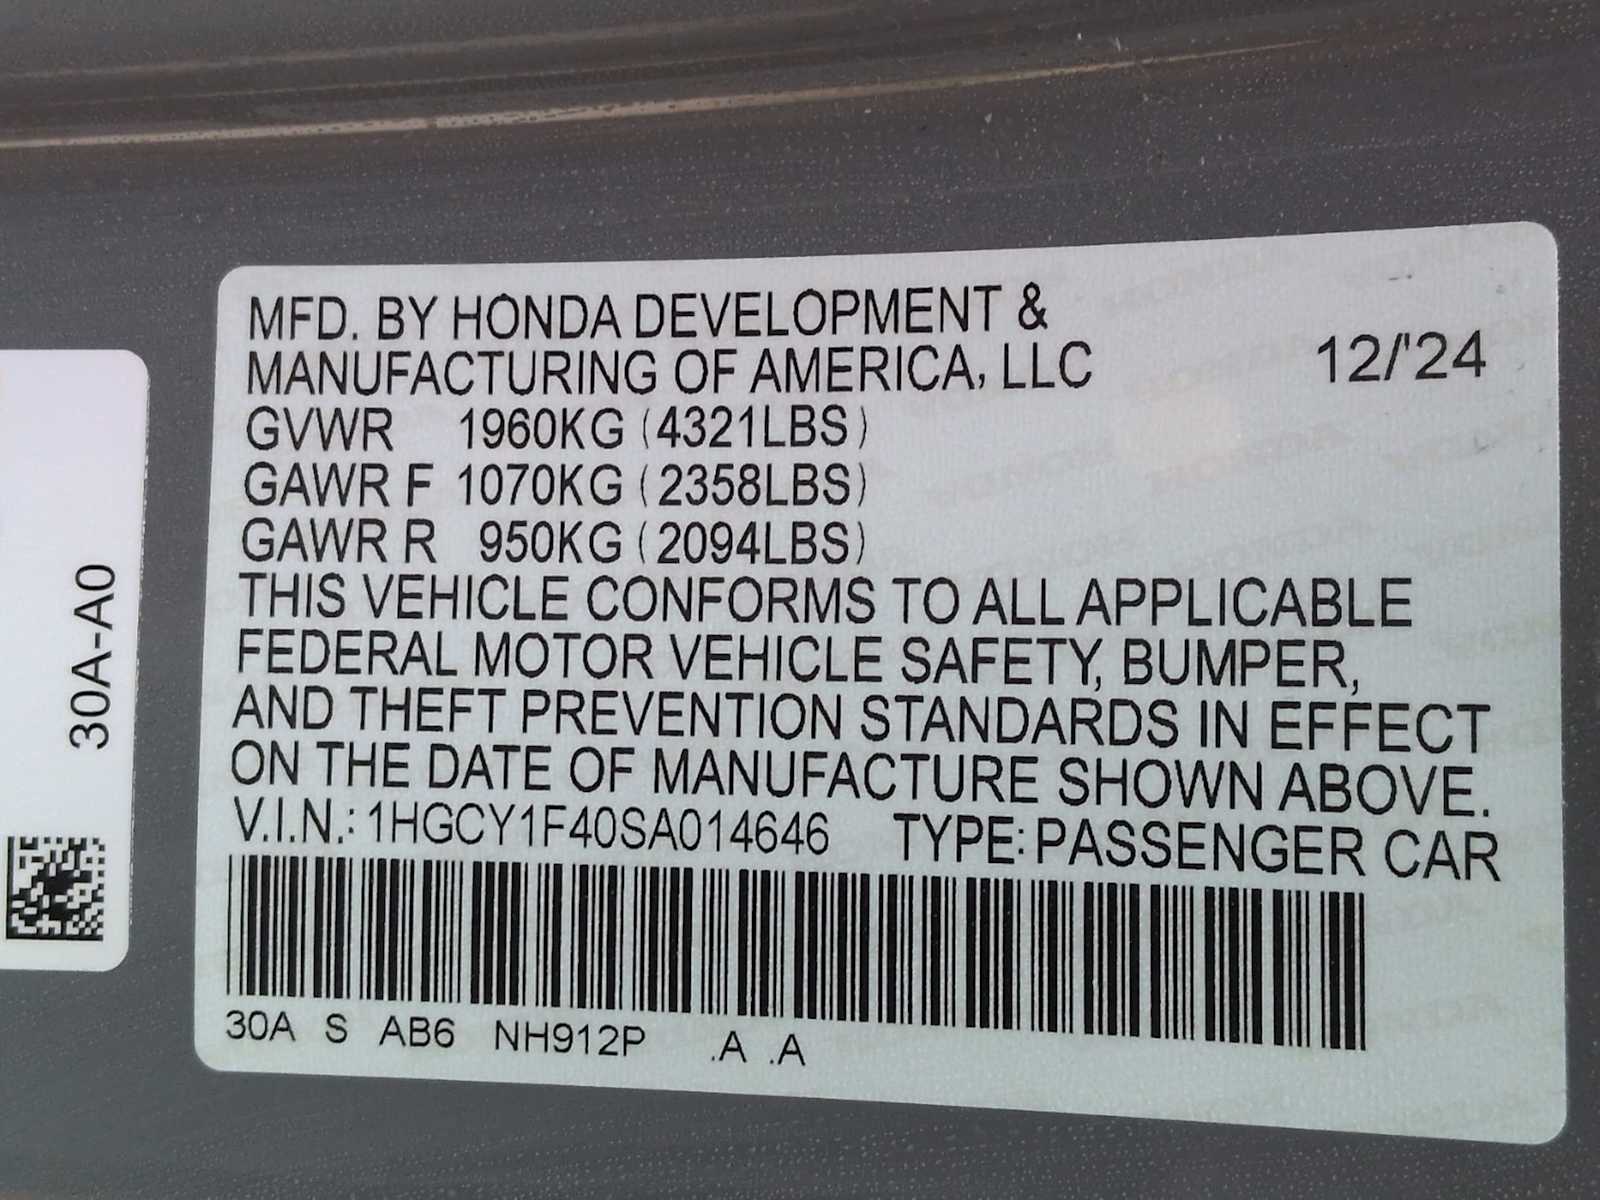 MFD. BY HONDA DEVELOPMENT &
MANUFACTURING OF AMERICA, LLC
12/'24
GVWR 1960KG (4321LBS)
GAWR F 1070KG (2358LBS)
GAWR R 950KG (2094LBS)
THIS VEHICLE CONFORMS TO ALL APPLICABLE
FEDERAL MOTOR VEHICLE SAFETY, BUMPER,
AND THEFT PREVENTION STANDARDS IN EFFECT
ON THE DATE OF MANUFACTURE SHOWN ABOVE.
V.I.N.: 1HGCY1F40SA014646 TYPE: PASSENGER CAR
30A S AB6 NH912P .A .A
30A-A0